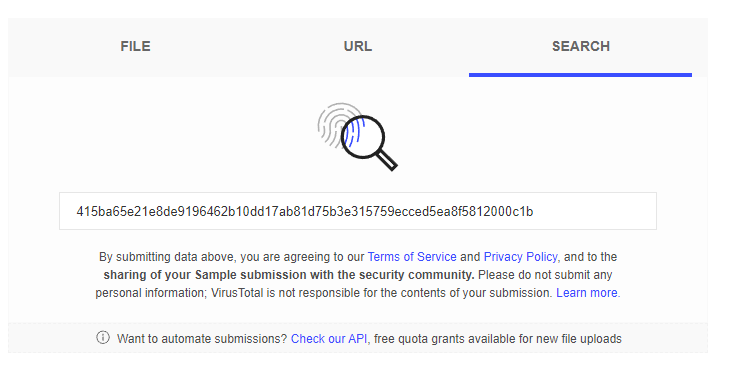 FILE URL SEARCH
415ba65e21e8de9196462b10dd17ab81d75b3e315759ecced5ea8f5812000c1b
By submitting data above, you are agreeing to our Terms of Service and Privacy Policy, and to the
sharing of your Sample submission with the security community. Please do not submit any
personal information; VirusTotal is not responsible for the contents of your submission. Learn more.
Want to automate submissions? Check our API, free quota grants available for new file uploads